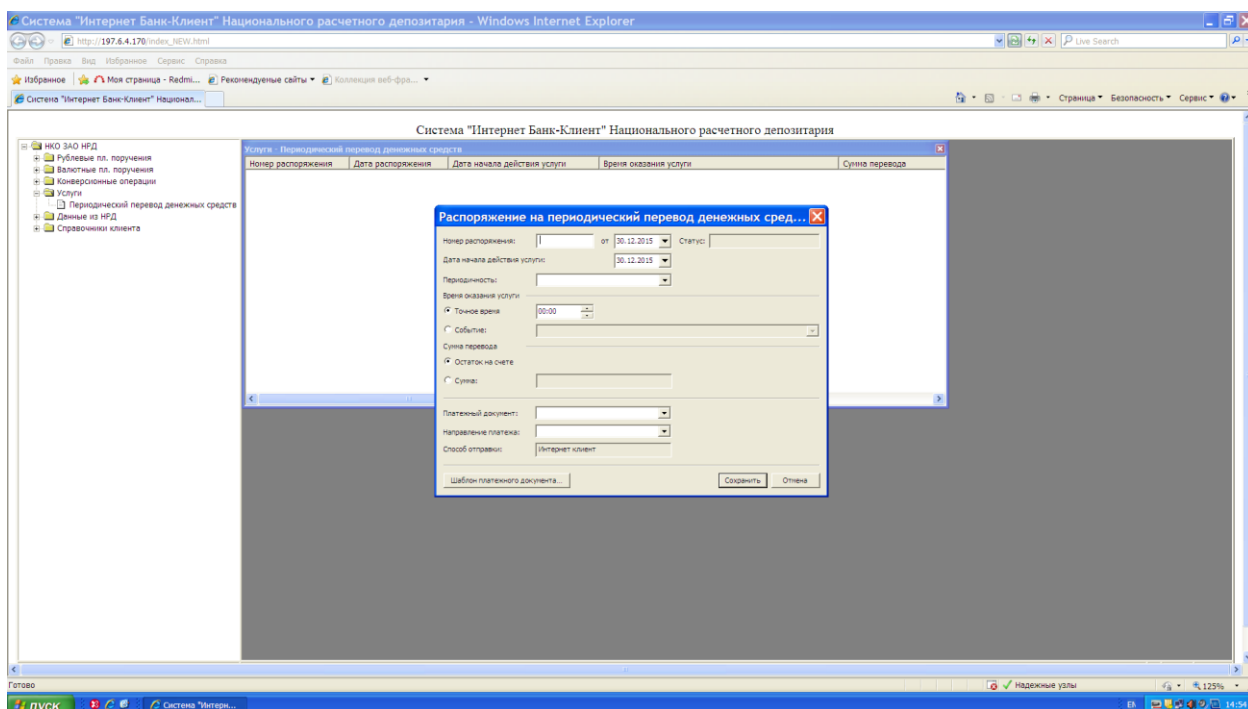 Система "Интернет Банк-Клиент" Национального расчетного депозитария - Windows Internet Explorer
http://197.6.4.170/index_NEW.html
Live Search
Файл Правка Вид Избранное Сервис Справка
Избранное Моя страница - Redmi... Рекомендуемые сайты Коллекция веб-фра...
Система "Интернет Банк-Клиент" Национал... Страница Безопасность Сервис
Система "Интернет Банк-Клиент" Национального расчетного депозитария
НКО ЗАО НРД
Рублевые пл. поручения
Валютные пл. поручения
Конверсионные операции
Услуги
Периодический перевод денежных средств
Данные из НРД
Справочники клиента
Услуги - Периодический перевод денежных средств
Номер распоряжения Дата распоряжения Дата начала действия услуги Время оказания услуги Сумма перевода
Распоряжение на периодический перевод денежных сред...
Номер распоряжения: от 30.12.2015 Статус:
Дата начала действия услуги: 30.12.2015
Периодичность:
Время оказания услуги
Точное время 00:00
Событие:
Сумма перевода
Остаток на счете
Сумма:
Платежный документ:
Направление платежа:
Способ отправки: Интернет клиент
Шаблон платежного документа... Сохранить Отмена
Готово Надежные узлы 125%
пуск Система "Интерн... EN 14:54